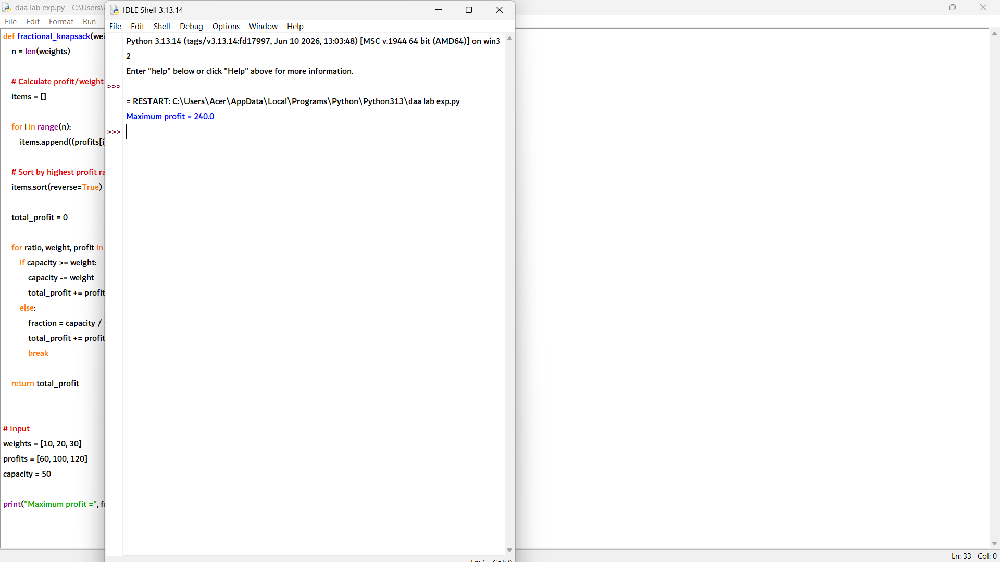 daa lab exp.py - C:\Users\
File Edit Format Run
def fractional_knapsack(wei
n = len(weights)
# Calculate profit/weight
items = []
for i in range(n):
items.append((profits[i
# Sort by highest profit ra
items.sort(reverse=True)
total_profit = 0
for ratio, weight, profit in
if capacity >= weight:
capacity -= weight
total_profit += profit
else:
fraction = capacity /
total_profit += profit
break
return total_profit
# Input
weights = [10, 20, 30]
profits = [60, 100, 120]
capacity = 50
print("Maximum profit =", f
IDLE Shell 3.13.14
File Edit Shell Debug Options Window Help
Python 3.13.14 (tags/v3.13.14:fd17997, Jun 10 2026, 13:03:48) [MSC v.1944 64 bit (AMD64)] on win3
2
Enter "help" below or click "Help" above for more information.
>>>
= RESTART: C:\Users\Acer\AppData\Local\Programs\Python\Python313\daa lab exp.py
Maximum profit = 240.0
>>>
Ln: 6 Col: 0
Ln: 33 Col: 0